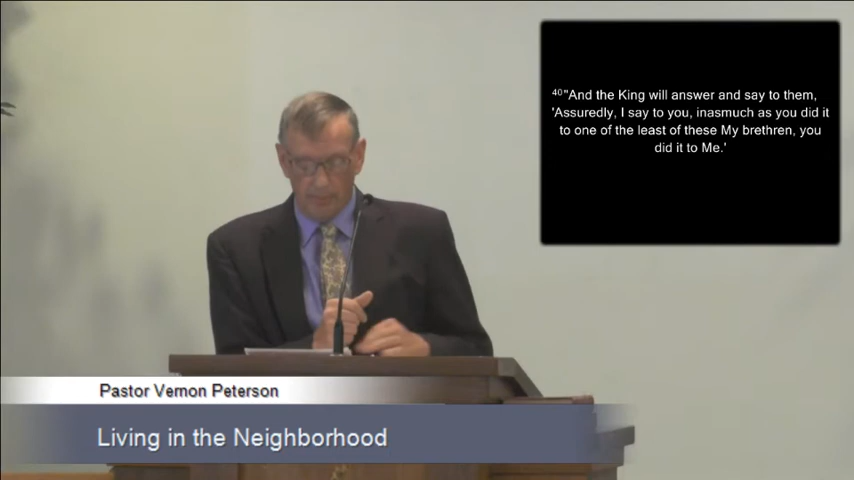 40"And the King will answer and say to them,
'Assuredly, I say to you, inasmuch as you did it
to one of the least of these My brethren, you
did it to Me.'
Pastor Vernon Peterson
Living in the Neighborhood